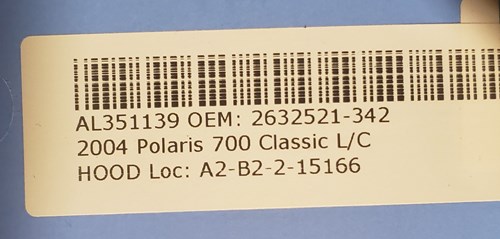 AL351139 OEM: 2632521-342
2004 Polaris 700 Classic L/C
HOOD Loc: A2-B2-2-15166